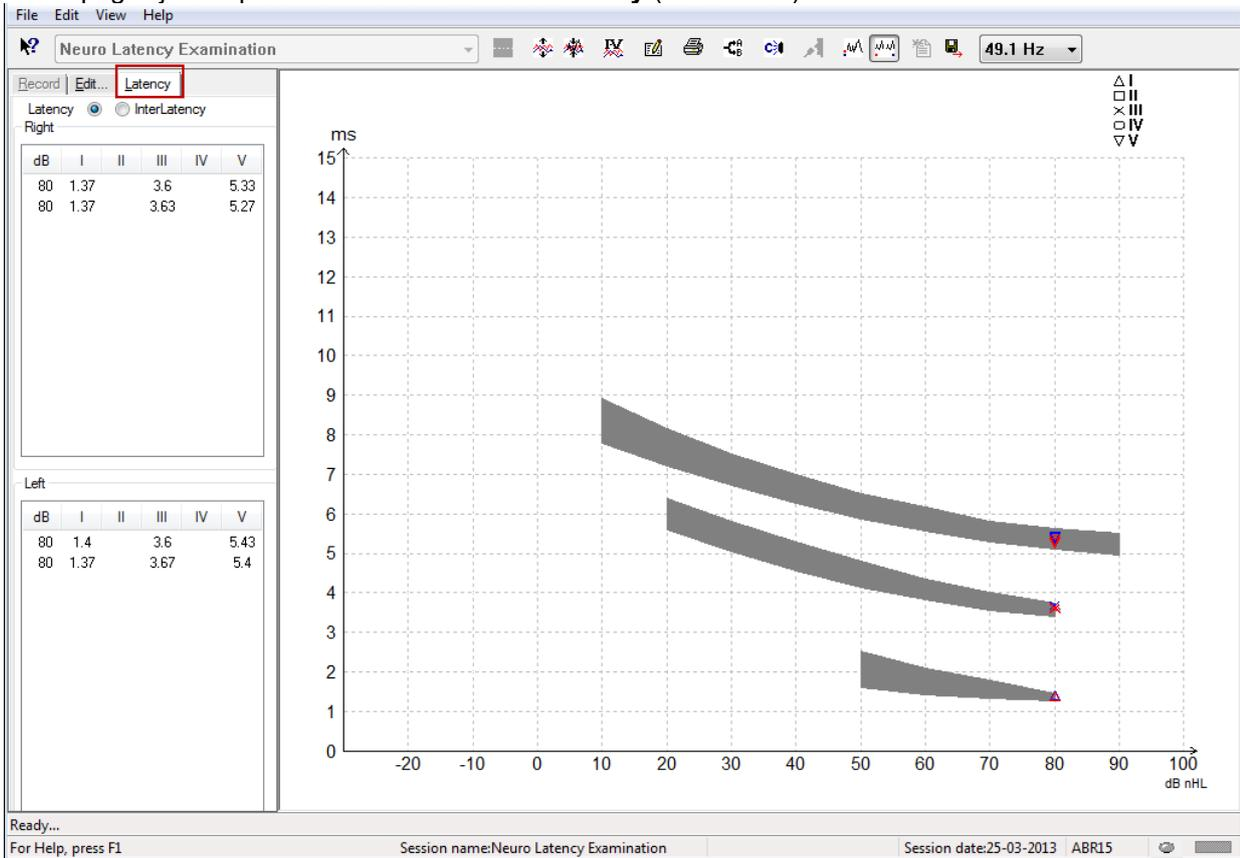 File Edit View Help
Neuro Latency Examination
49.1 Hz
Record Edit... Latency
Latency InterLatency
Right
dB I II III IV V
80 1.37 3.6 5.33
80 1.37 3.63 5.27
Left
dB I II III IV V
80 1.4 3.6 5.43
80 1.37 3.67 5.4
I
II
III
IV
V
ms
15
14
13
12
11
10
9
8
7
6
5
4
3
2
1
0
-20 -10 0 10 20 30 40 50 60 70 80 90 100
dB nHL
Ready...
For Help, press F1 Session name:Neuro Latency Examination Session date:25-03-2013 ABR15